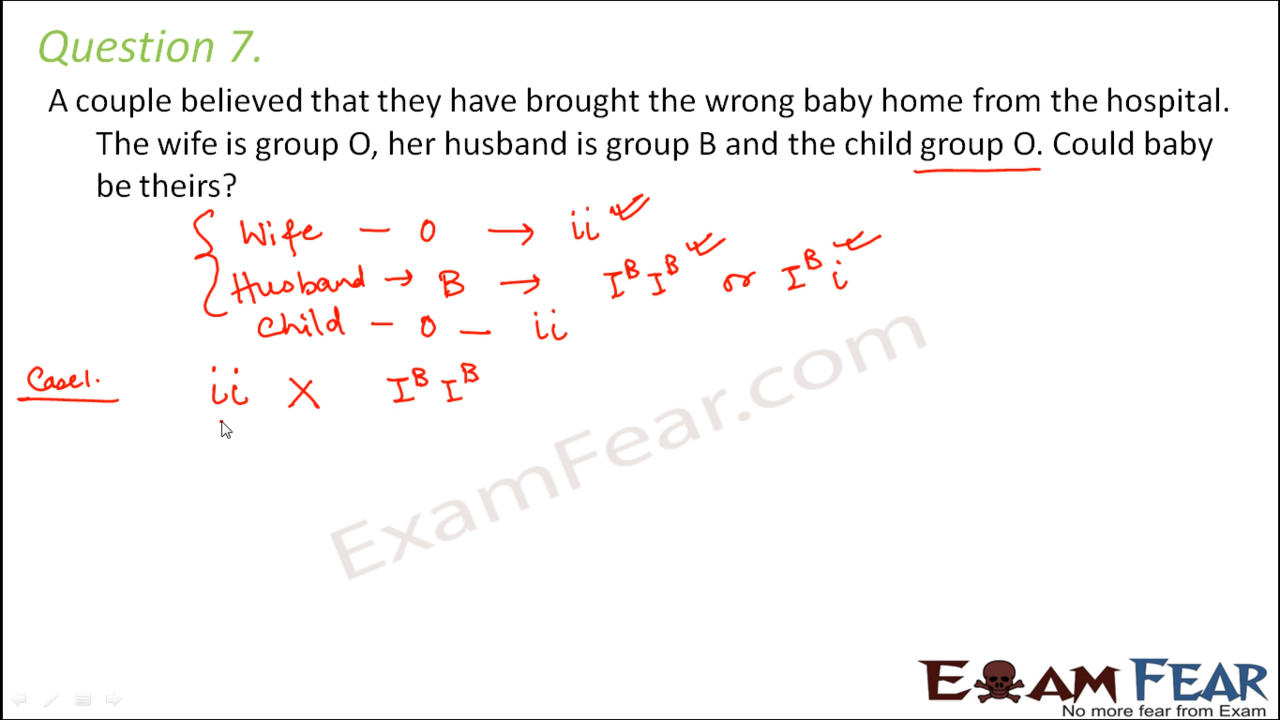 Question 7.
A couple believed that they have brought the wrong baby home from the hospital.
The wife is group O, her husband is group B and the child group O. Could baby
be theirs?
Wife – O → ii
Husband → B → I^B I^B or I^B i
Child – O – ii
Case1. ii X I^B I^B
ExamFear.com
EXAM FEAR
No more fear from Exam